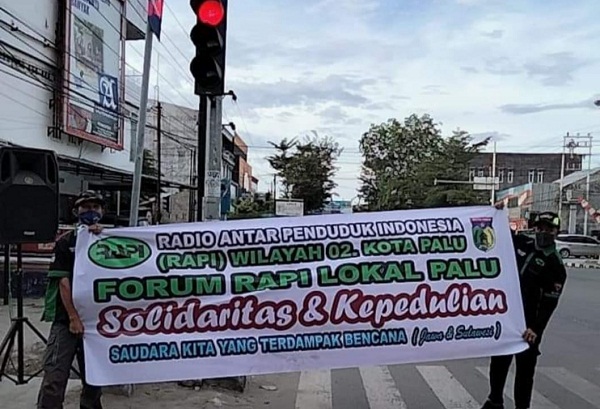 RAPI
RADIO ANTAR PENDUDUK INDONESIA
(RAPI) WILAYAH 02. KOTA PALU
FORUM RAPI LOKAL PALU
Solidaritas & Kepedulian
SAUDARA KITA YANG TERDAMPAK BENCANA (Jawa & Sulawesi)